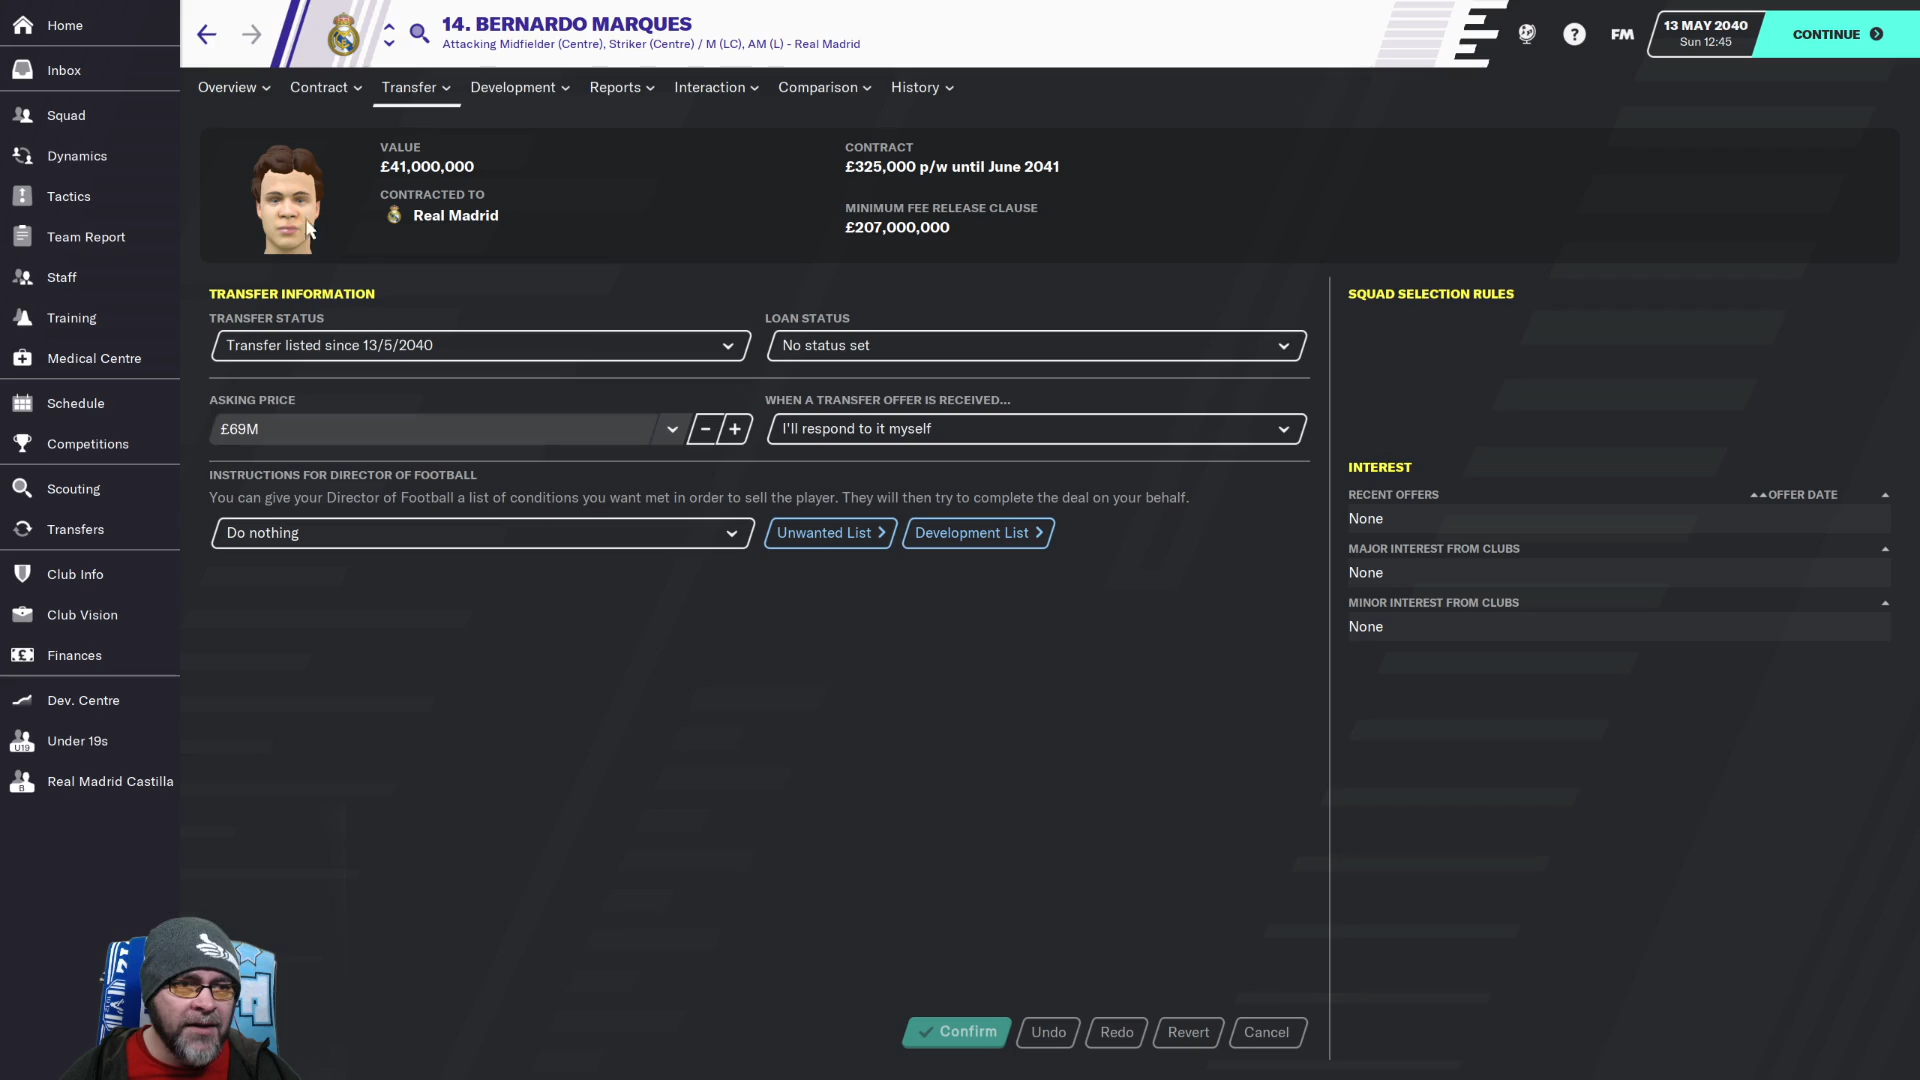 Home
Inbox
Squad
Dynamics
Tactics
Team Report
Staff
Training
Medical Centre
Schedule
Competitions
Scouting
Transfers
Club Info
Club Vision
Finances
Dev. Centre
U19
Under 19s
B
Real Madrid Castilla
14. BERNARDO MARQUES
Attacking Midfielder (Centre), Striker (Centre) / M (LC), AM (L) - Real Madrid
?
FM
13 MAY 2040
Sun 12:45
CONTINUE
Overview
Contract
Transfer
Development
Reports
Interaction
Comparison
History
VALUE
£41,000,000
CONTRACTED TO
Real Madrid
CONTRACT
£325,000 p/w until June 2041
MINIMUM FEE RELEASE CLAUSE
£207,000,000
TRANSFER INFORMATION
TRANSFER STATUS
Transfer listed since 13/5/2040
LOAN STATUS
No status set
ASKING PRICE
£69M
- +
WHEN A TRANSFER OFFER IS RECEIVED...
I'll respond to it myself
INSTRUCTIONS FOR DIRECTOR OF FOOTBALL
You can give your Director of Football a list of conditions you want met in order to sell the player. They will then try to complete the deal on your behalf.
Do nothing
Unwanted List
Development List
SQUAD SELECTION RULES
INTEREST
RECENT OFFERS
OFFER DATE
None
MAJOR INTEREST FROM CLUBS
None
MINOR INTEREST FROM CLUBS
None
Confirm
Undo
Redo
Revert
Cancel